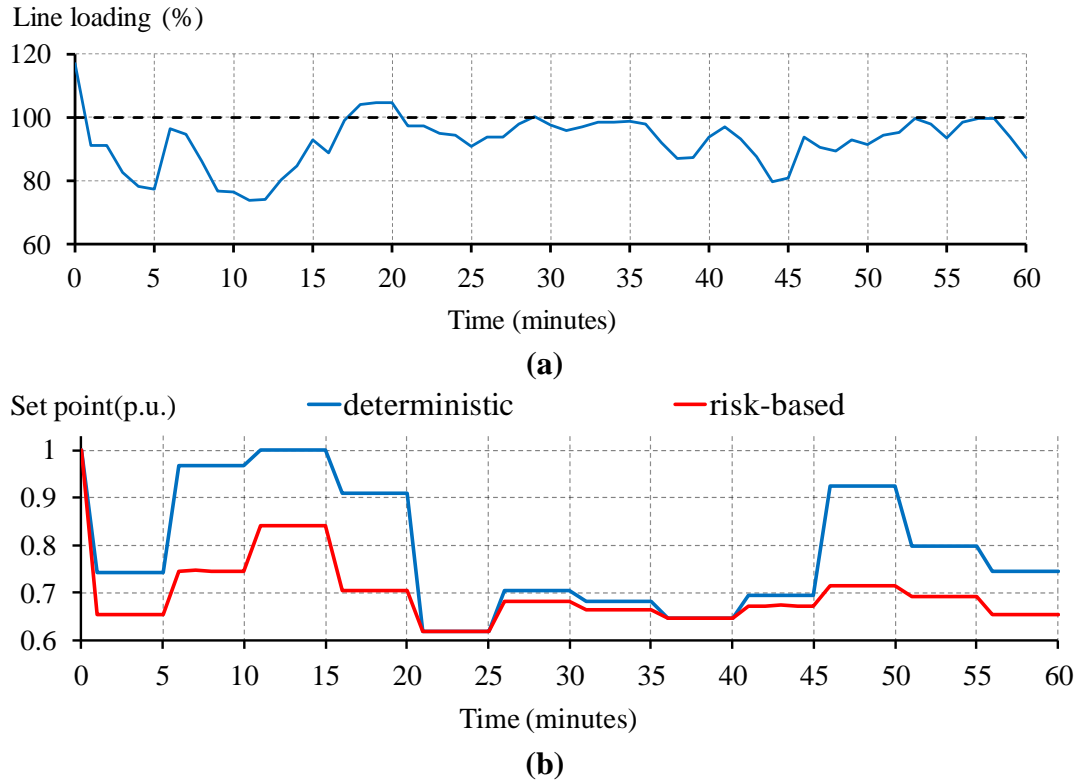 Line loading (%)
120
100
80
60
0 5 10 15 20 25 30 35 40 45 50 55 60
Time (minutes)
(a)
Set point(p.u.) deterministic risk-based
1
0.9
0.8
0.7
0.6
0 5 10 15 20 25 30 35 40 45 50 55 60
Time (minutes)
(b)